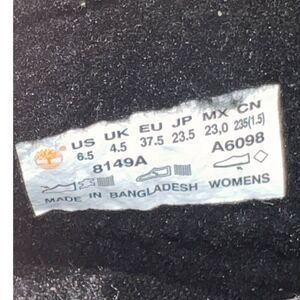 US UK EU JP MX CN
6.5 4.5 37.5 23.5 23,0 235(1.5)
8149A A6098
MADE IN BANGLADESH WOMENS